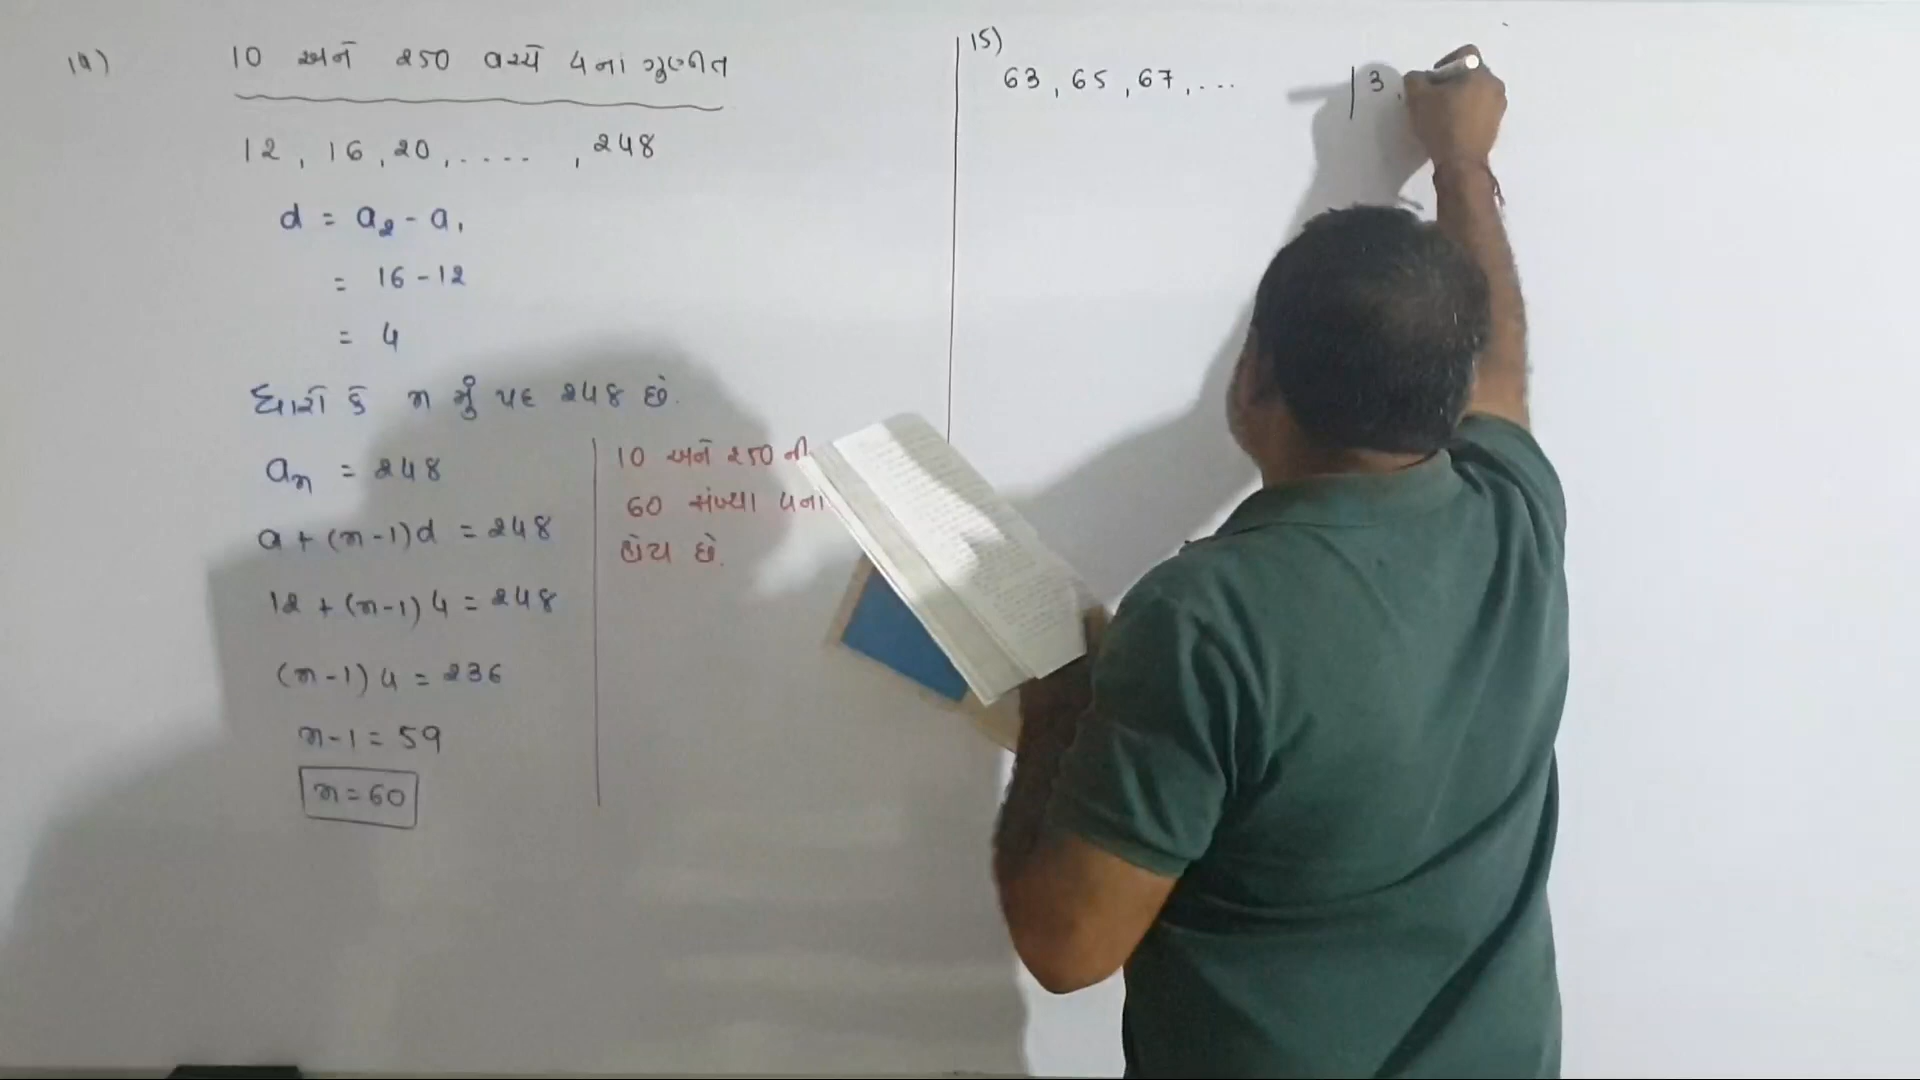 14) 10 અને 250 વચ્ચે 4નાં ગુણીત
12, 16, 20, ...., 248
d = a₂ - a₁
= 16 - 12
= 4
ધારો કે n મું પદ 248 છે.
aₙ = 248
a + (n-1)d = 248
12 + (n-1) 4 = 248
(n-1) 4 = 236
n-1 = 59
n = 60
10 અને 250 ની
60 સંખ્યા 4ના
હોય છે.
15)
63, 65, 67, ...
3,